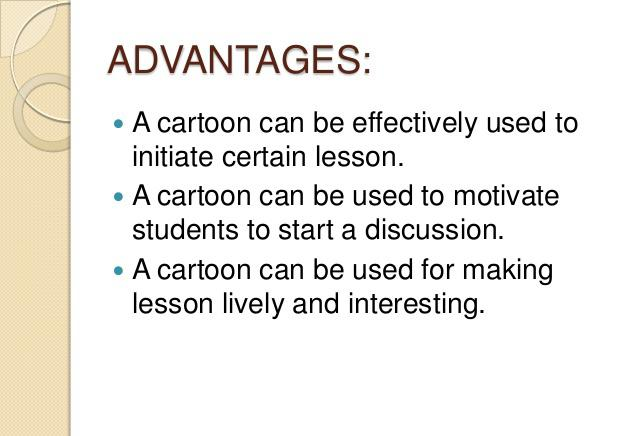 ADVANTAGES:
• A cartoon can be effectively used to
initiate certain lesson.
• A cartoon can be used to motivate
students to start a discussion.
• A cartoon can be used for making
lesson lively and interesting.